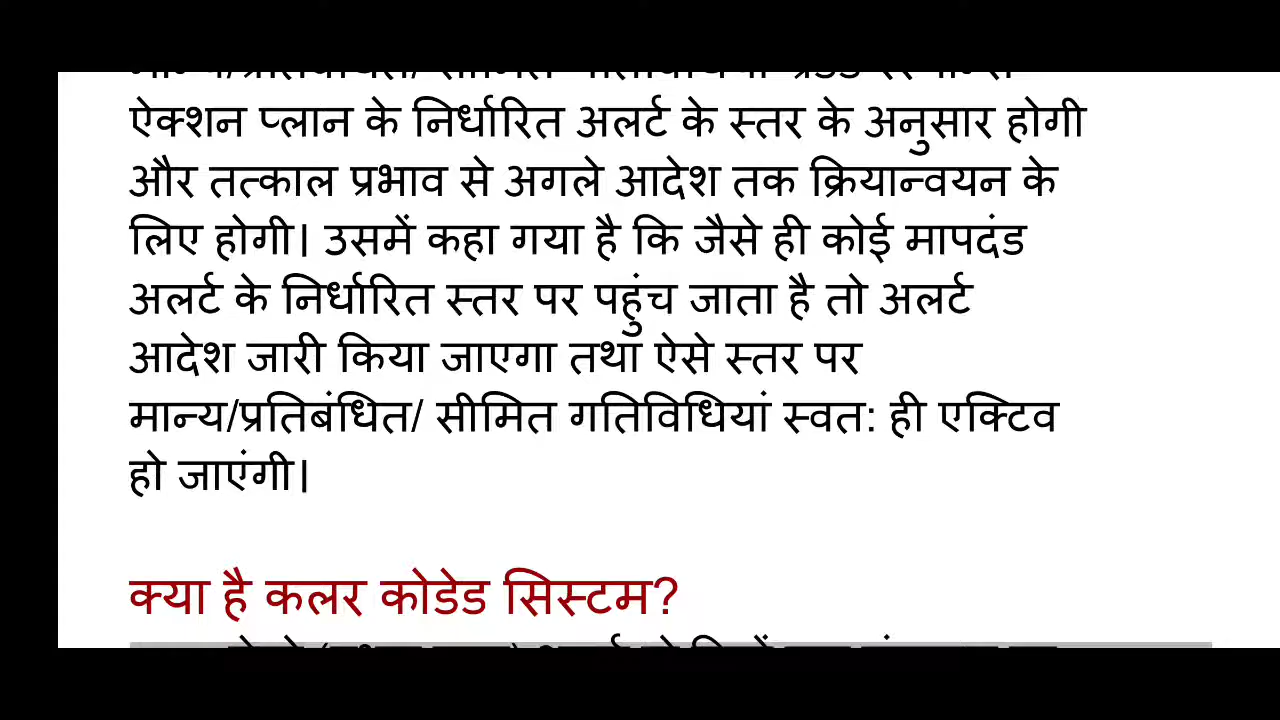 ऐक्शन प्लान के निर्धारित अलर्ट के स्तर के अनुसार होगी
और तत्काल प्रभाव से अगले आदेश तक क्रियान्वयन के
लिए होगी। उसमें कहा गया है कि जैसे ही कोई मापदंड
अलर्ट के निर्धारित स्तर पर पहुंच जाता है तो अलर्ट
आदेश जारी किया जाएगा तथा ऐसे स्तर पर
मान्य/प्रतिबंधित/ सीमित गतिविधियां स्वत: ही एक्टिव
हो जाएंगी।
क्या है कलर कोडेड सिस्टम?